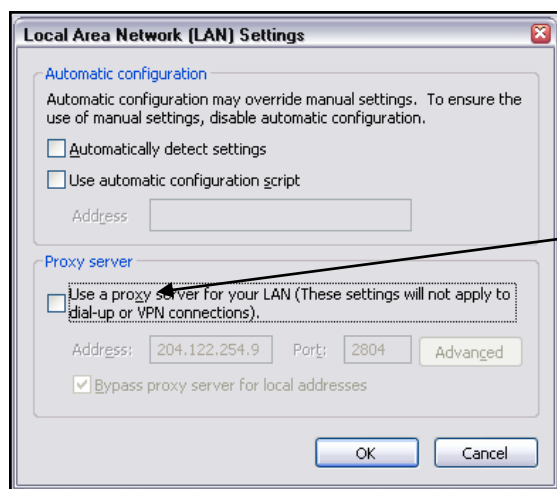 Local Area Network (LAN) Settings
Automatic configuration
Automatic configuration may override manual settings. To ensure the
use of manual settings, disable automatic configuration.
Automatically detect settings
Use automatic configuration script
Address
Proxy server
Use a proxy server for your LAN (These settings will not apply to
dial-up or VPN connections).
Address: 204.122.254.9 Port: 2804 Advanced
Bypass proxy server for local addresses
OK Cancel